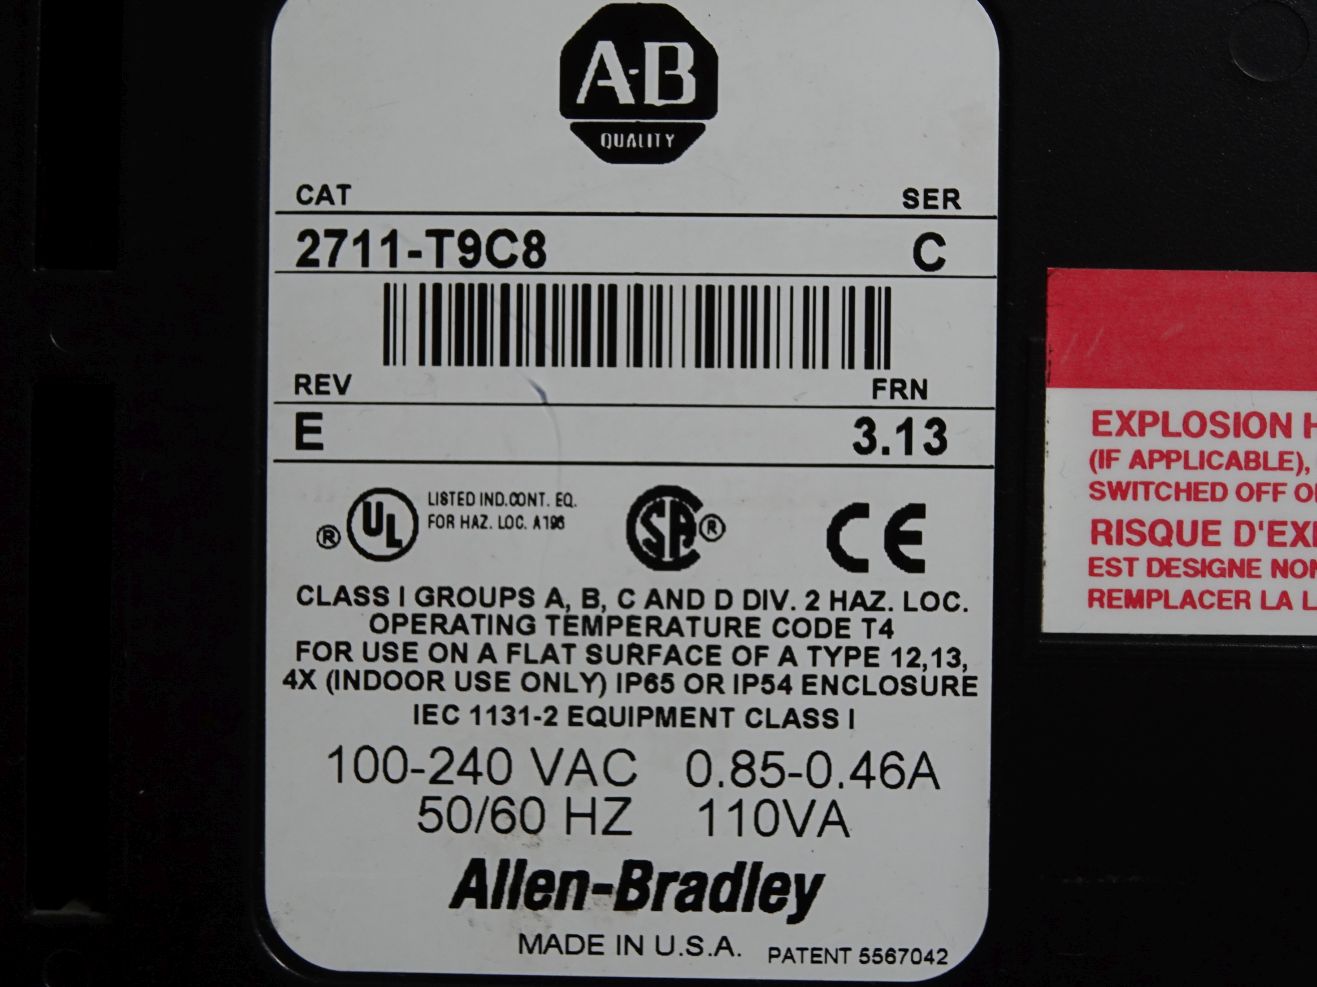 A-B
QUALITY
CAT SER
2711-T9C8 C
REV FRN
E 3.13
LISTED IND.CONT. EQ.
FOR HAZ. LOC. A196
® UL SA ® CE
CLASS I GROUPS A, B, C AND D DIV. 2 HAZ. LOC.
OPERATING TEMPERATURE CODE T4
FOR USE ON A FLAT SURFACE OF A TYPE 12,13,
4X (INDOOR USE ONLY) IP65 OR IP54 ENCLOSURE
IEC 1131-2 EQUIPMENT CLASS I
100-240 VAC 0.85-0.46A
50/60 HZ 110VA
Allen-Bradley
MADE IN U.S.A. PATENT 5567042
EXPLOSION
(IF APPLICABLE),
SWITCHED OFF
RISQUE
EST DESIGNE
REMPLACER LA